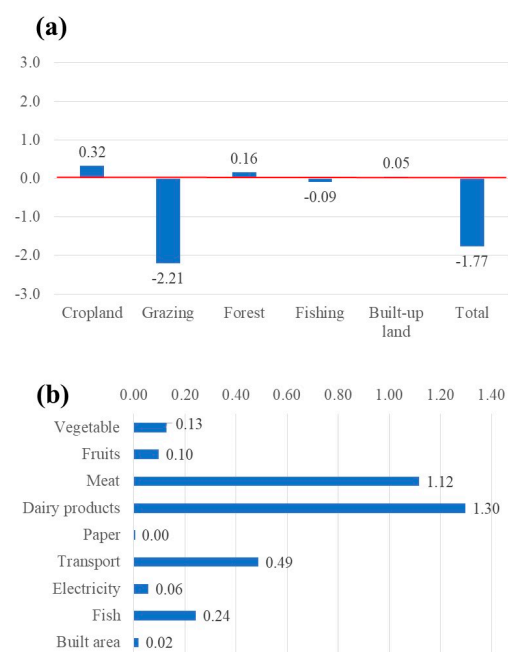 (a)
3.0
2.0
1.0
0.0
-1.0
-2.0
-3.0
0.32
-2.21
0.16
-0.09
0.05
-1.77
Cropland Grazing Forest Fishing Built-up land Total
(b)
0.00 0.20 0.40 0.60 0.80 1.00 1.20 1.40
Vegetable 0.13
Fruits 0.10
Meat 1.12
Dairy products 1.30
Paper 0.00
Transport 0.49
Electricity 0.06
Fish 0.24
Built area 0.02